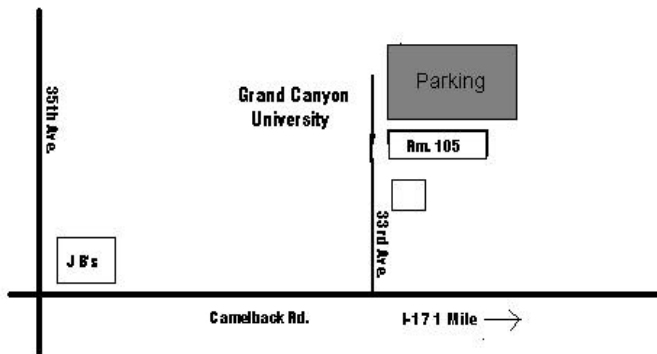 Parking
Grand Canyon
University
35th Ave.
Rm. 105
33rd Ave.
J B's
Camelback Rd.
I-17 1 Mile